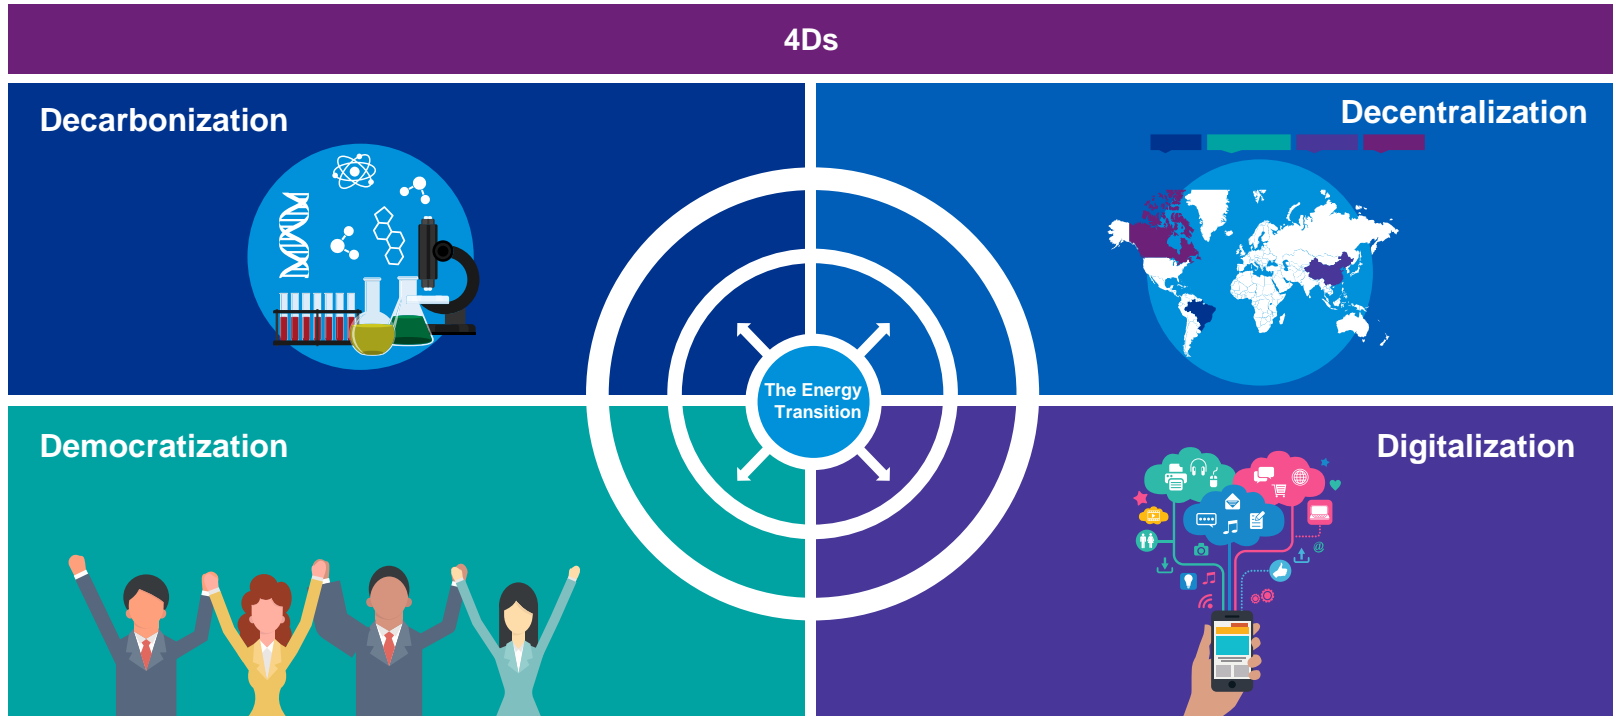 4Ds
Decarbonization
Decentralization
The Energy
Transition
Democratization
Digitalization
@